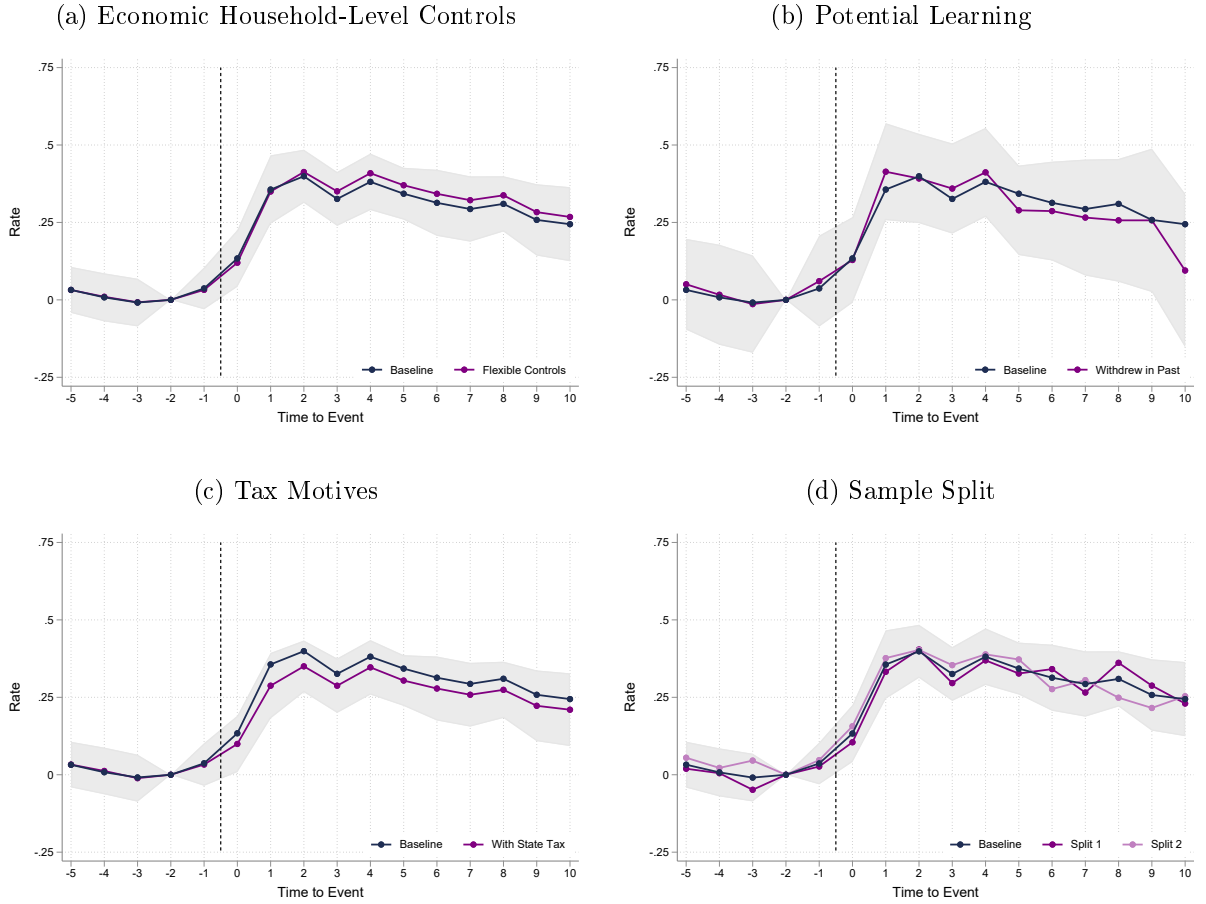 (a) Economic Household-Level Controls
.75
.5
.25
0
-.25
Rate
-5 -4 -3 -2 -1 0 1 2 3 4 5 6 7 8 9 10
Time to Event
Baseline Flexible Controls
(b) Potential Learning
.75
.5
.25
0
-.25
Rate
-5 -4 -3 -2 -1 0 1 2 3 4 5 6 7 8 9 10
Time to Event
Baseline Withdrew in Past
(c) Tax Motives
.75
.5
.25
0
-.25
Rate
-5 -4 -3 -2 -1 0 1 2 3 4 5 6 7 8 9 10
Time to Event
Baseline With State Tax
(d) Sample Split
.75
.5
.25
0
-.25
Rate
-5 -4 -3 -2 -1 0 1 2 3 4 5 6 7 8 9 10
Time to Event
Baseline Split 1 Split 2